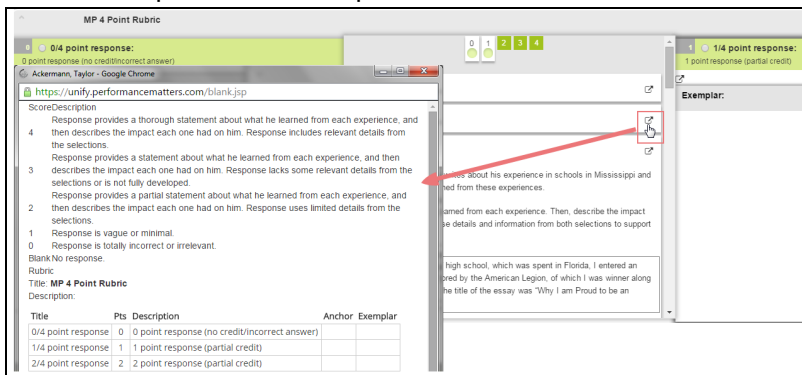 MP 4 Point Rubric
0 0/4 point response:
0 point response (no credit/incorrect answer)
0 1 2 3 4
1 1/4 point response:
1 point response (partial credit)
Exemplar:
Ackermann, Taylor - Google Chrome
https://unify.performancematters.com/blank.jsp
ScoreDescription
Response provides a thorough statement about what he learned from each experience, and
4 then describes the impact each one had on him. Response includes relevant details from
the selections.
Response provides a statement about what he learned from each experience, and then
3 describes the impact each one had on him. Response lacks some relevant details from the
selections or is not fully developed.
Response provides a partial statement about what he learned from each experience, and
2 then describes the impact each one had on him. Response uses limited details from the
selections.
1 Response is vague or minimal.
0 Response is totally incorrect or irrelevant.
BlankNo response.
Rubric
Title: MP 4 Point Rubric
Description:
Title Pts Description Anchor Exemplar
0/4 point response 0 0 point response (no credit/incorrect answer)
1/4 point response 1 1 point response (partial credit)
2/4 point response 2 2 point response (partial credit)
about his experience in schools in Mississippi and
ned from these experiences.
arned from each experience. Then, describe the impact
se details and information from both selections to support
high school, which was spent in Florida, I entered an
ored by the American Legion, of which I was winner along
he title of the essay was "Why I am Proud to be an